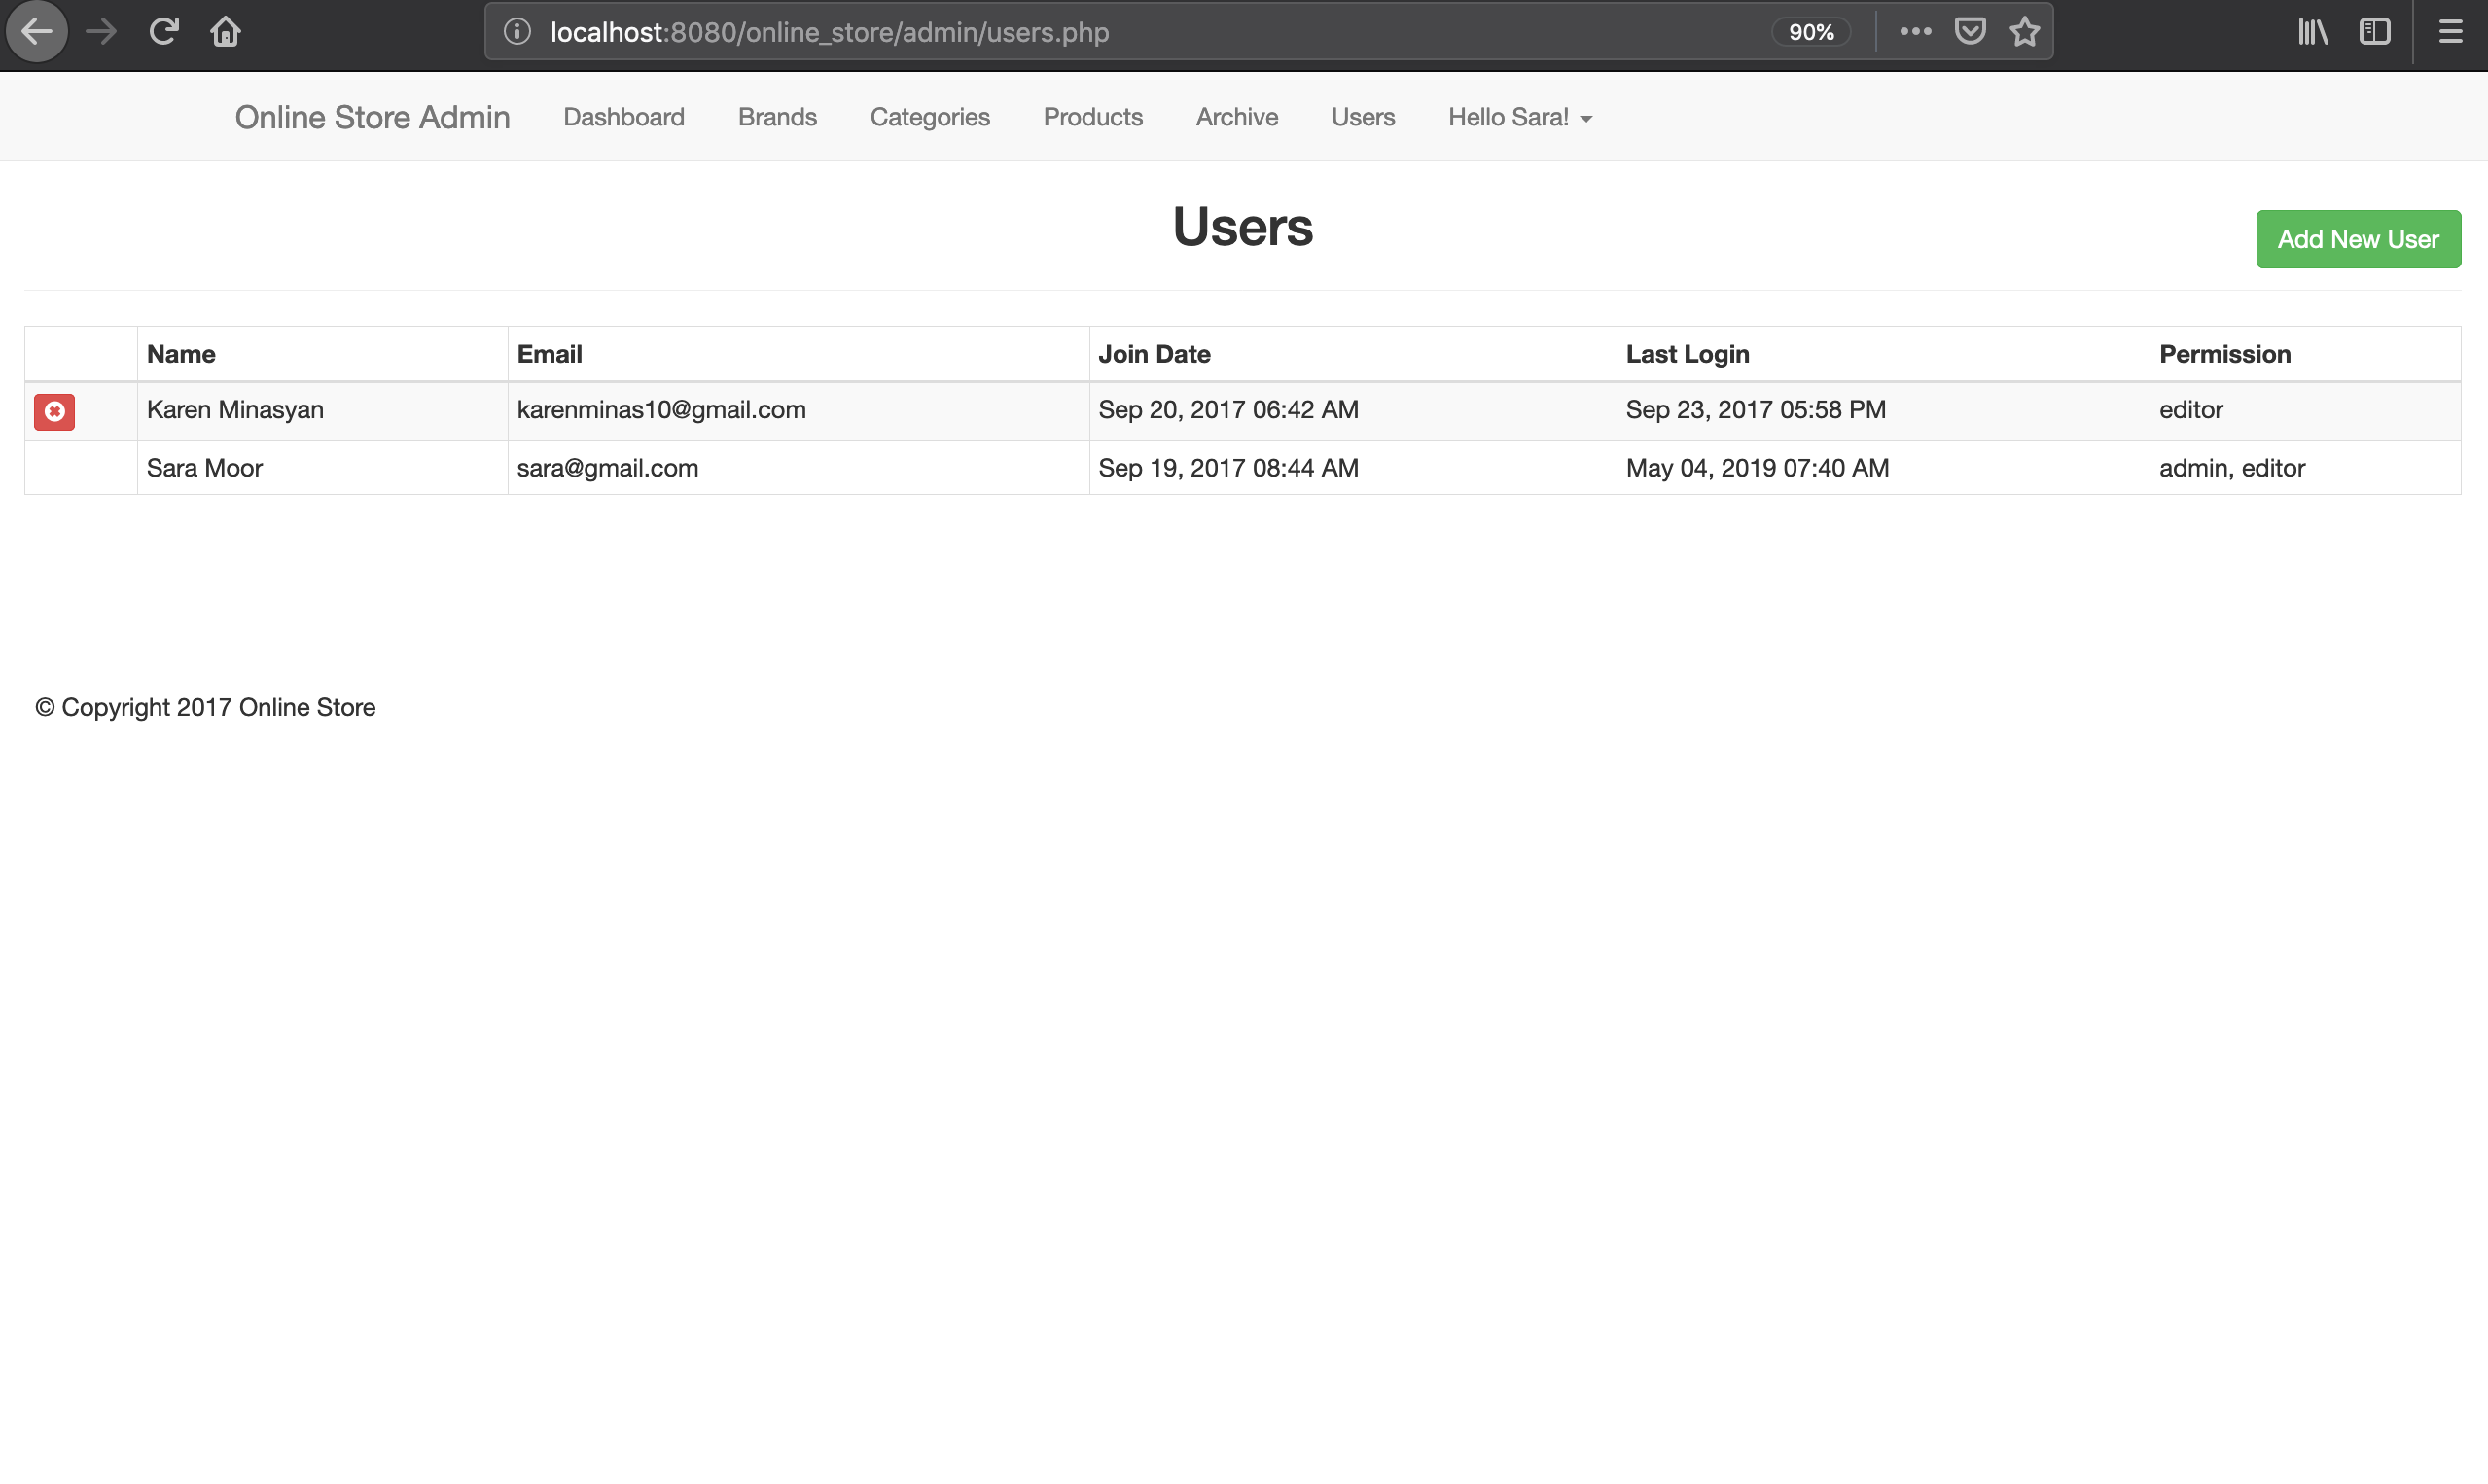 localhost:8080/online_store/admin/users.php 90%
Online Store Admin Dashboard Brands Categories Products Archive Users Hello Sara!
Users
Add New User
Name Email Join Date Last Login Permission
Karen Minasyan karenminas10@gmail.com Sep 20, 2017 06:42 AM Sep 23, 2017 05:58 PM editor
Sara Moor sara@gmail.com Sep 19, 2017 08:44 AM May 04, 2019 07:40 AM admin, editor
© Copyright 2017 Online Store